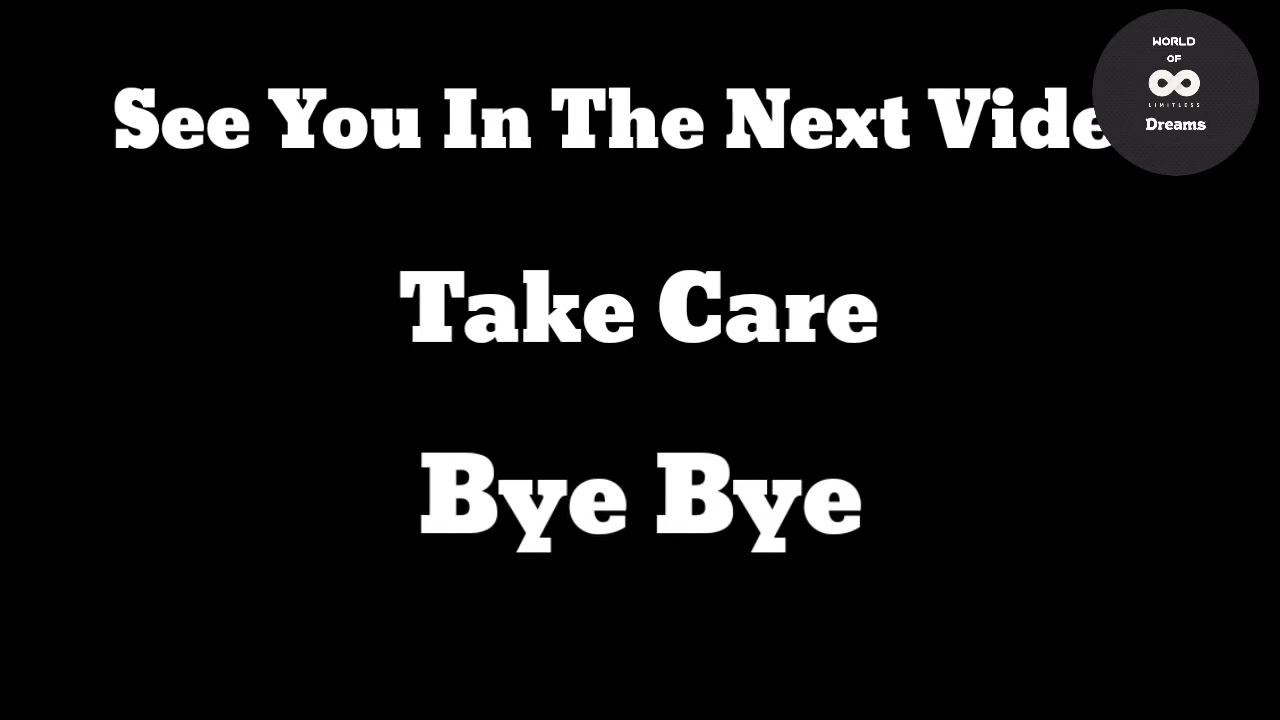 See You In The Next Vide
Take Care
Bye Bye
WORLD
OF
LIMITLESS
Dreams